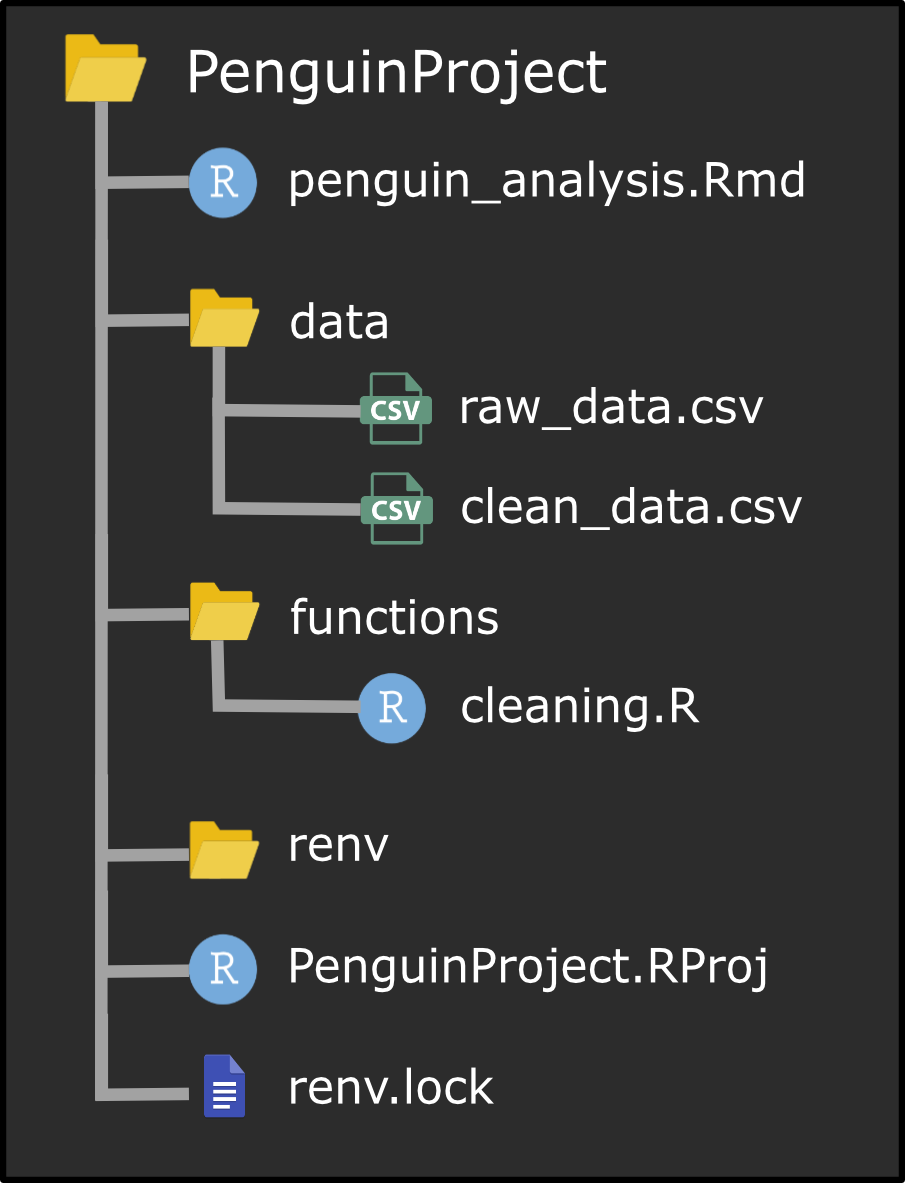 PenguinProject
R penguin_analysis.Rmd
data
CSV raw_data.csv
CSV clean_data.csv
functions
R cleaning.R
renv
R PenguinProject.RProj
renv.lock